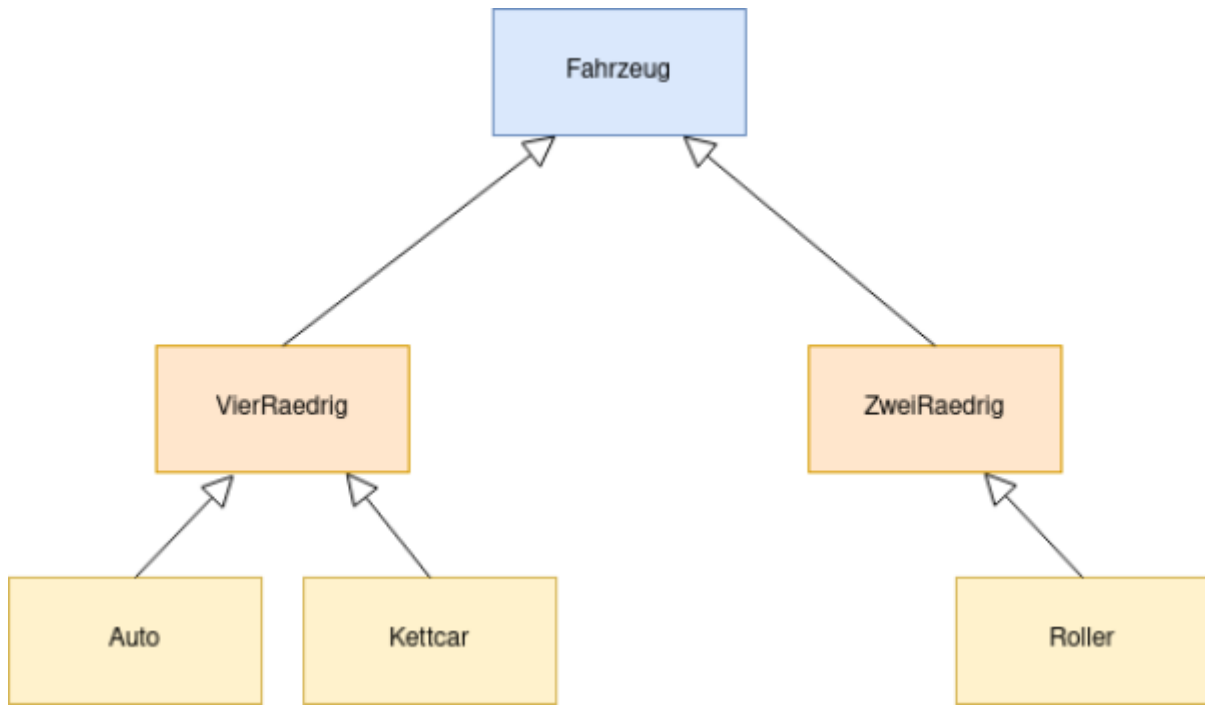 Fahrzeug
VierRaedrig
ZweiRaedrig
Auto
Kettcar
Roller